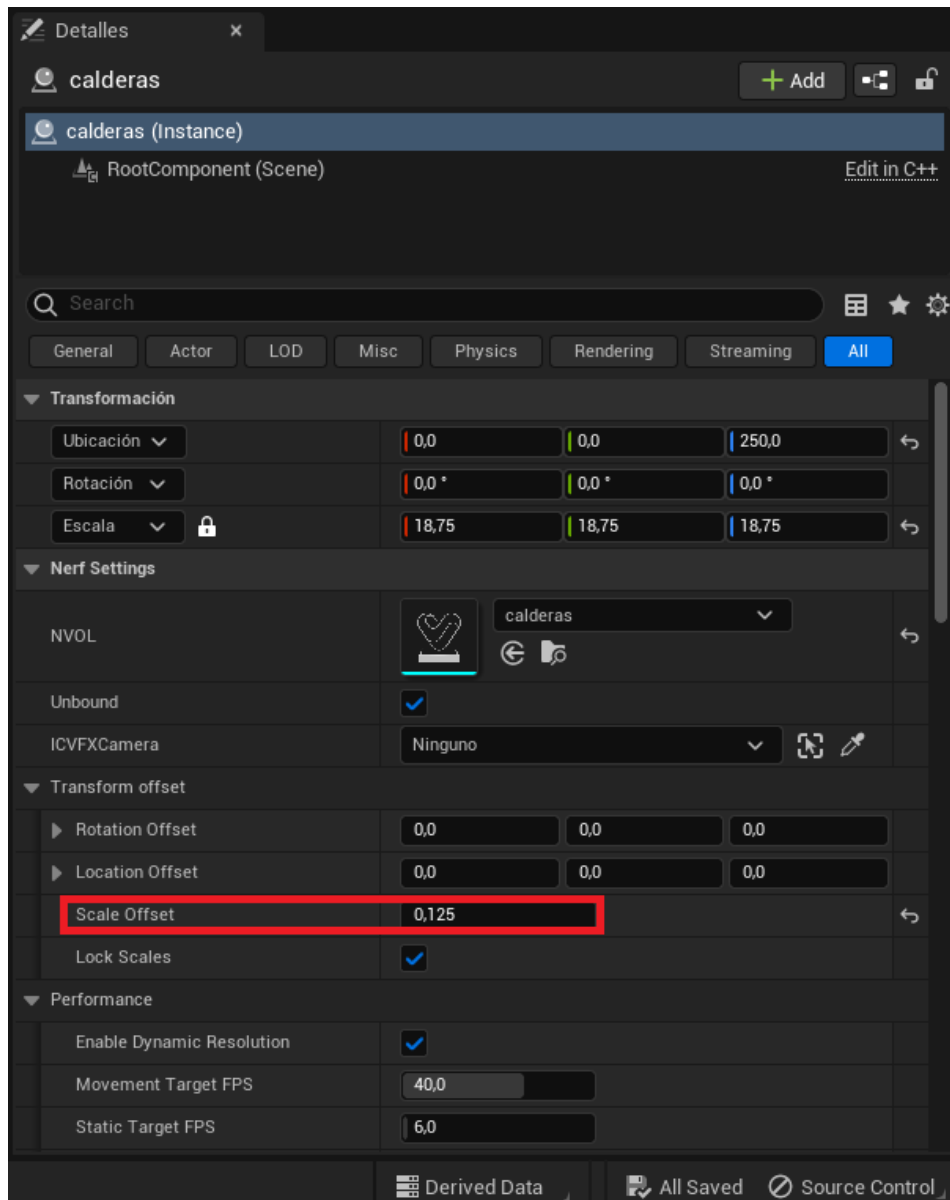 Detalles
calderas
Add
calderas (Instance)
RootComponent (Scene) Edit in C++
Search
General Actor LOD Misc Physics Rendering Streaming All
Transformación
Ubicación 0,0 0,0 250,0
Rotación 0,0 ° 0,0 ° 0,0 °
Escala 18,75 18,75 18,75
Nerf Settings
NVOL calderas
Unbound
ICVFXCamera Ninguno
Transform offset
Rotation Offset 0,0 0,0 0,0
Location Offset 0,0 0,0 0,0
Scale Offset 0,125
Lock Scales
Performance
Enable Dynamic Resolution
Movement Target FPS 40,0
Static Target FPS 6,0
Derived Data All Saved Source Control